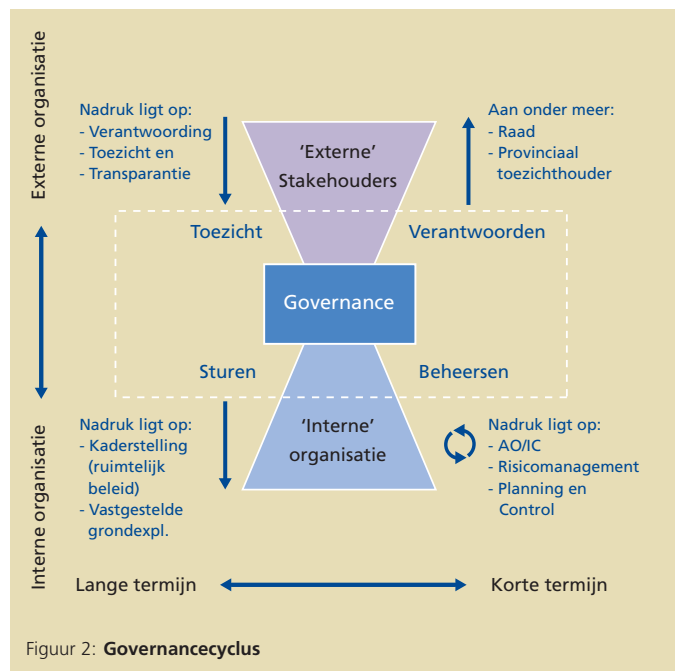 Externe organisatie
Interne organisatie
Nadruk ligt op:
- Verantwoording
- Toezicht en
- Transparantie
'Externe'
Stakehouders
Aan onder meer:
- Raad
- Provinciaal
toezichthouder
Toezicht
Verantwoorden
Governance
Sturen
Beheersen
Nadruk ligt op:
- Kaderstelling
(ruimtelijk
beleid)
- Vastgestelde
grondexpl.
'Interne'
organisatie
Nadruk ligt op:
- AO/IC
- Risicomanagement
- Planning en
Control
Lange termijn
Korte termijn
Figuur 2: Governancecyclus